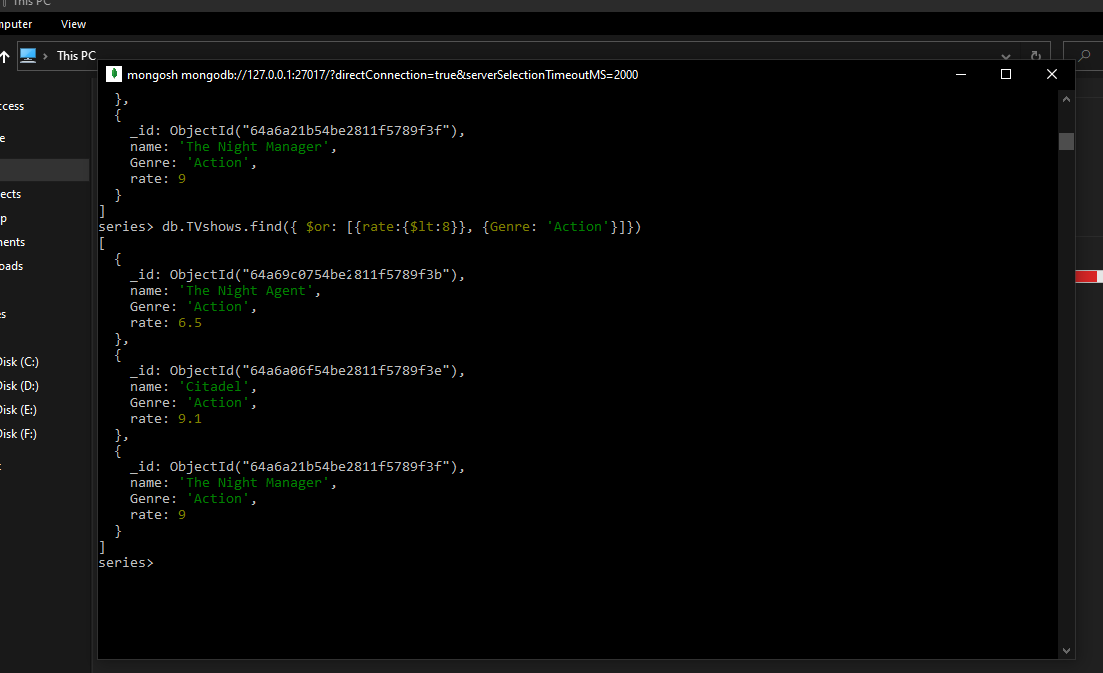 This PC
mputer View
This PC
mongosh mongodb://127.0.0.1:27017/?directConnection=true&serverSelectionTimeoutMS=2000
ccess
e
ects
p
ments
oads
es
Disk (C:)
Disk (D:)
Disk (E:)
Disk (F:)
t
},
{
_id: ObjectId("64a6a21b54be2811f5789f3f"),
name: 'The Night Manager',
Genre: 'Action',
rate: 9
}
]
series> db.TVshows.find({ $or: [{rate:{$lt:8}}, {Genre: 'Action'}]})
[
{
_id: ObjectId("64a69c0754be2811f5789f3b"),
name: 'The Night Agent',
Genre: 'Action',
rate: 6.5
},
{
_id: ObjectId("64a6a06f54be2811f5789f3e"),
name: 'Citadel',
Genre: 'Action',
rate: 9.1
},
{
_id: ObjectId("64a6a21b54be2811f5789f3f"),
name: 'The Night Manager',
Genre: 'Action',
rate: 9
}
]
series>